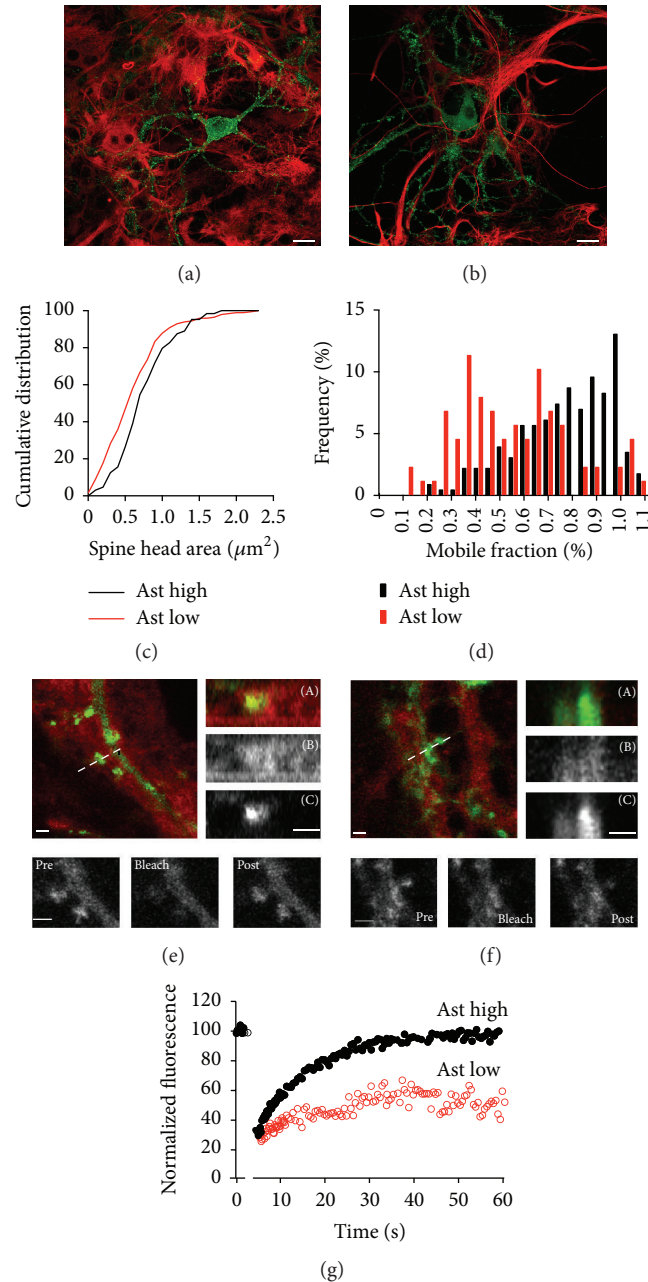 (a)
(b)
100
80
60
40
20
0
Cumulative distribution
0
0.5
1.0
1.5
2.0
2.5
Spine head area (μm²)
Ast high
Ast low
(c)
15
10
5
0
Frequency (%)
0
0.1
0.2
0.3
0.4
0.5
0.6
0.7
0.8
0.9
1.0
1.1
Mobile fraction (%)
Ast high
Ast low
(d)
(A)
(B)
(C)
Pre
Bleach
Post
(e)
(A)
(B)
(C)
Pre
Bleach
Post
(f)
120
100
80
60
40
20
0
Normalized fluorescence
Ast high
Ast low
0
10
20
30
40
50
60
Time (s)
(g)